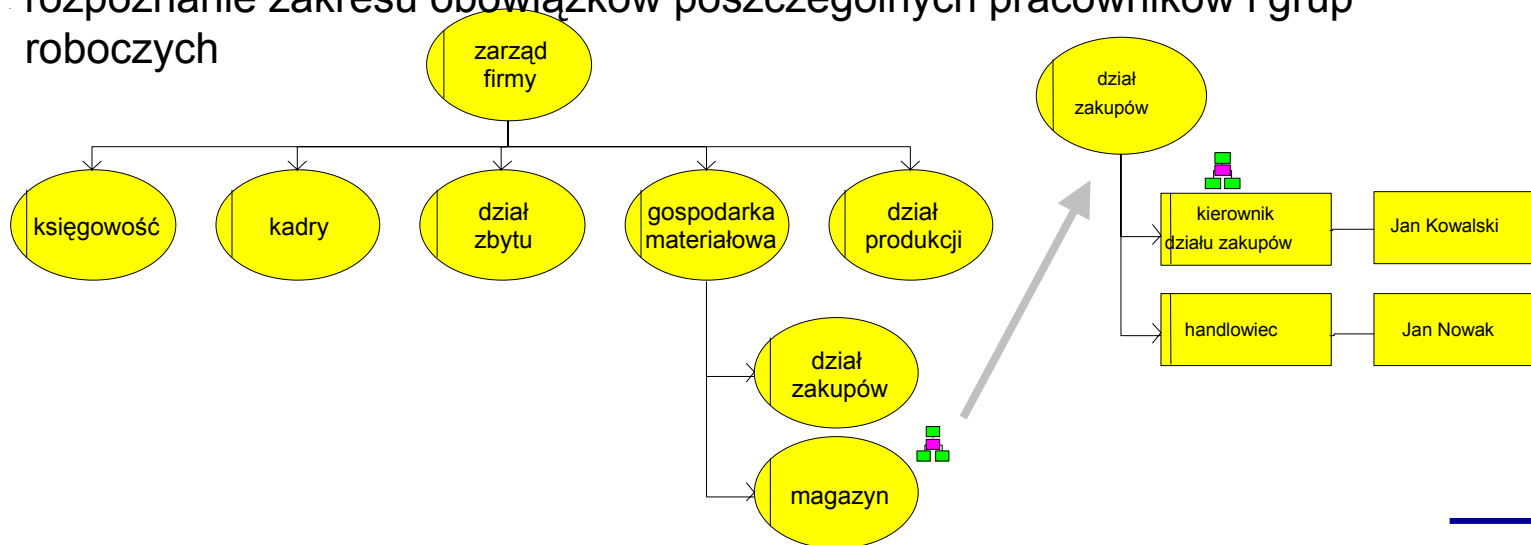 rozpoznanie zakresu obowiązków poszczególnych pracowników i grup
roboczych
zarząd
firmy
księgowość
kadry
dział
zbytu
gospodarka
materiałowa
dział
produkcji
dział
zakupów
magazyn
dział
zakupów
kierownik
działu zakupów
Jan Kowalski
handlowiec
Jan Nowak